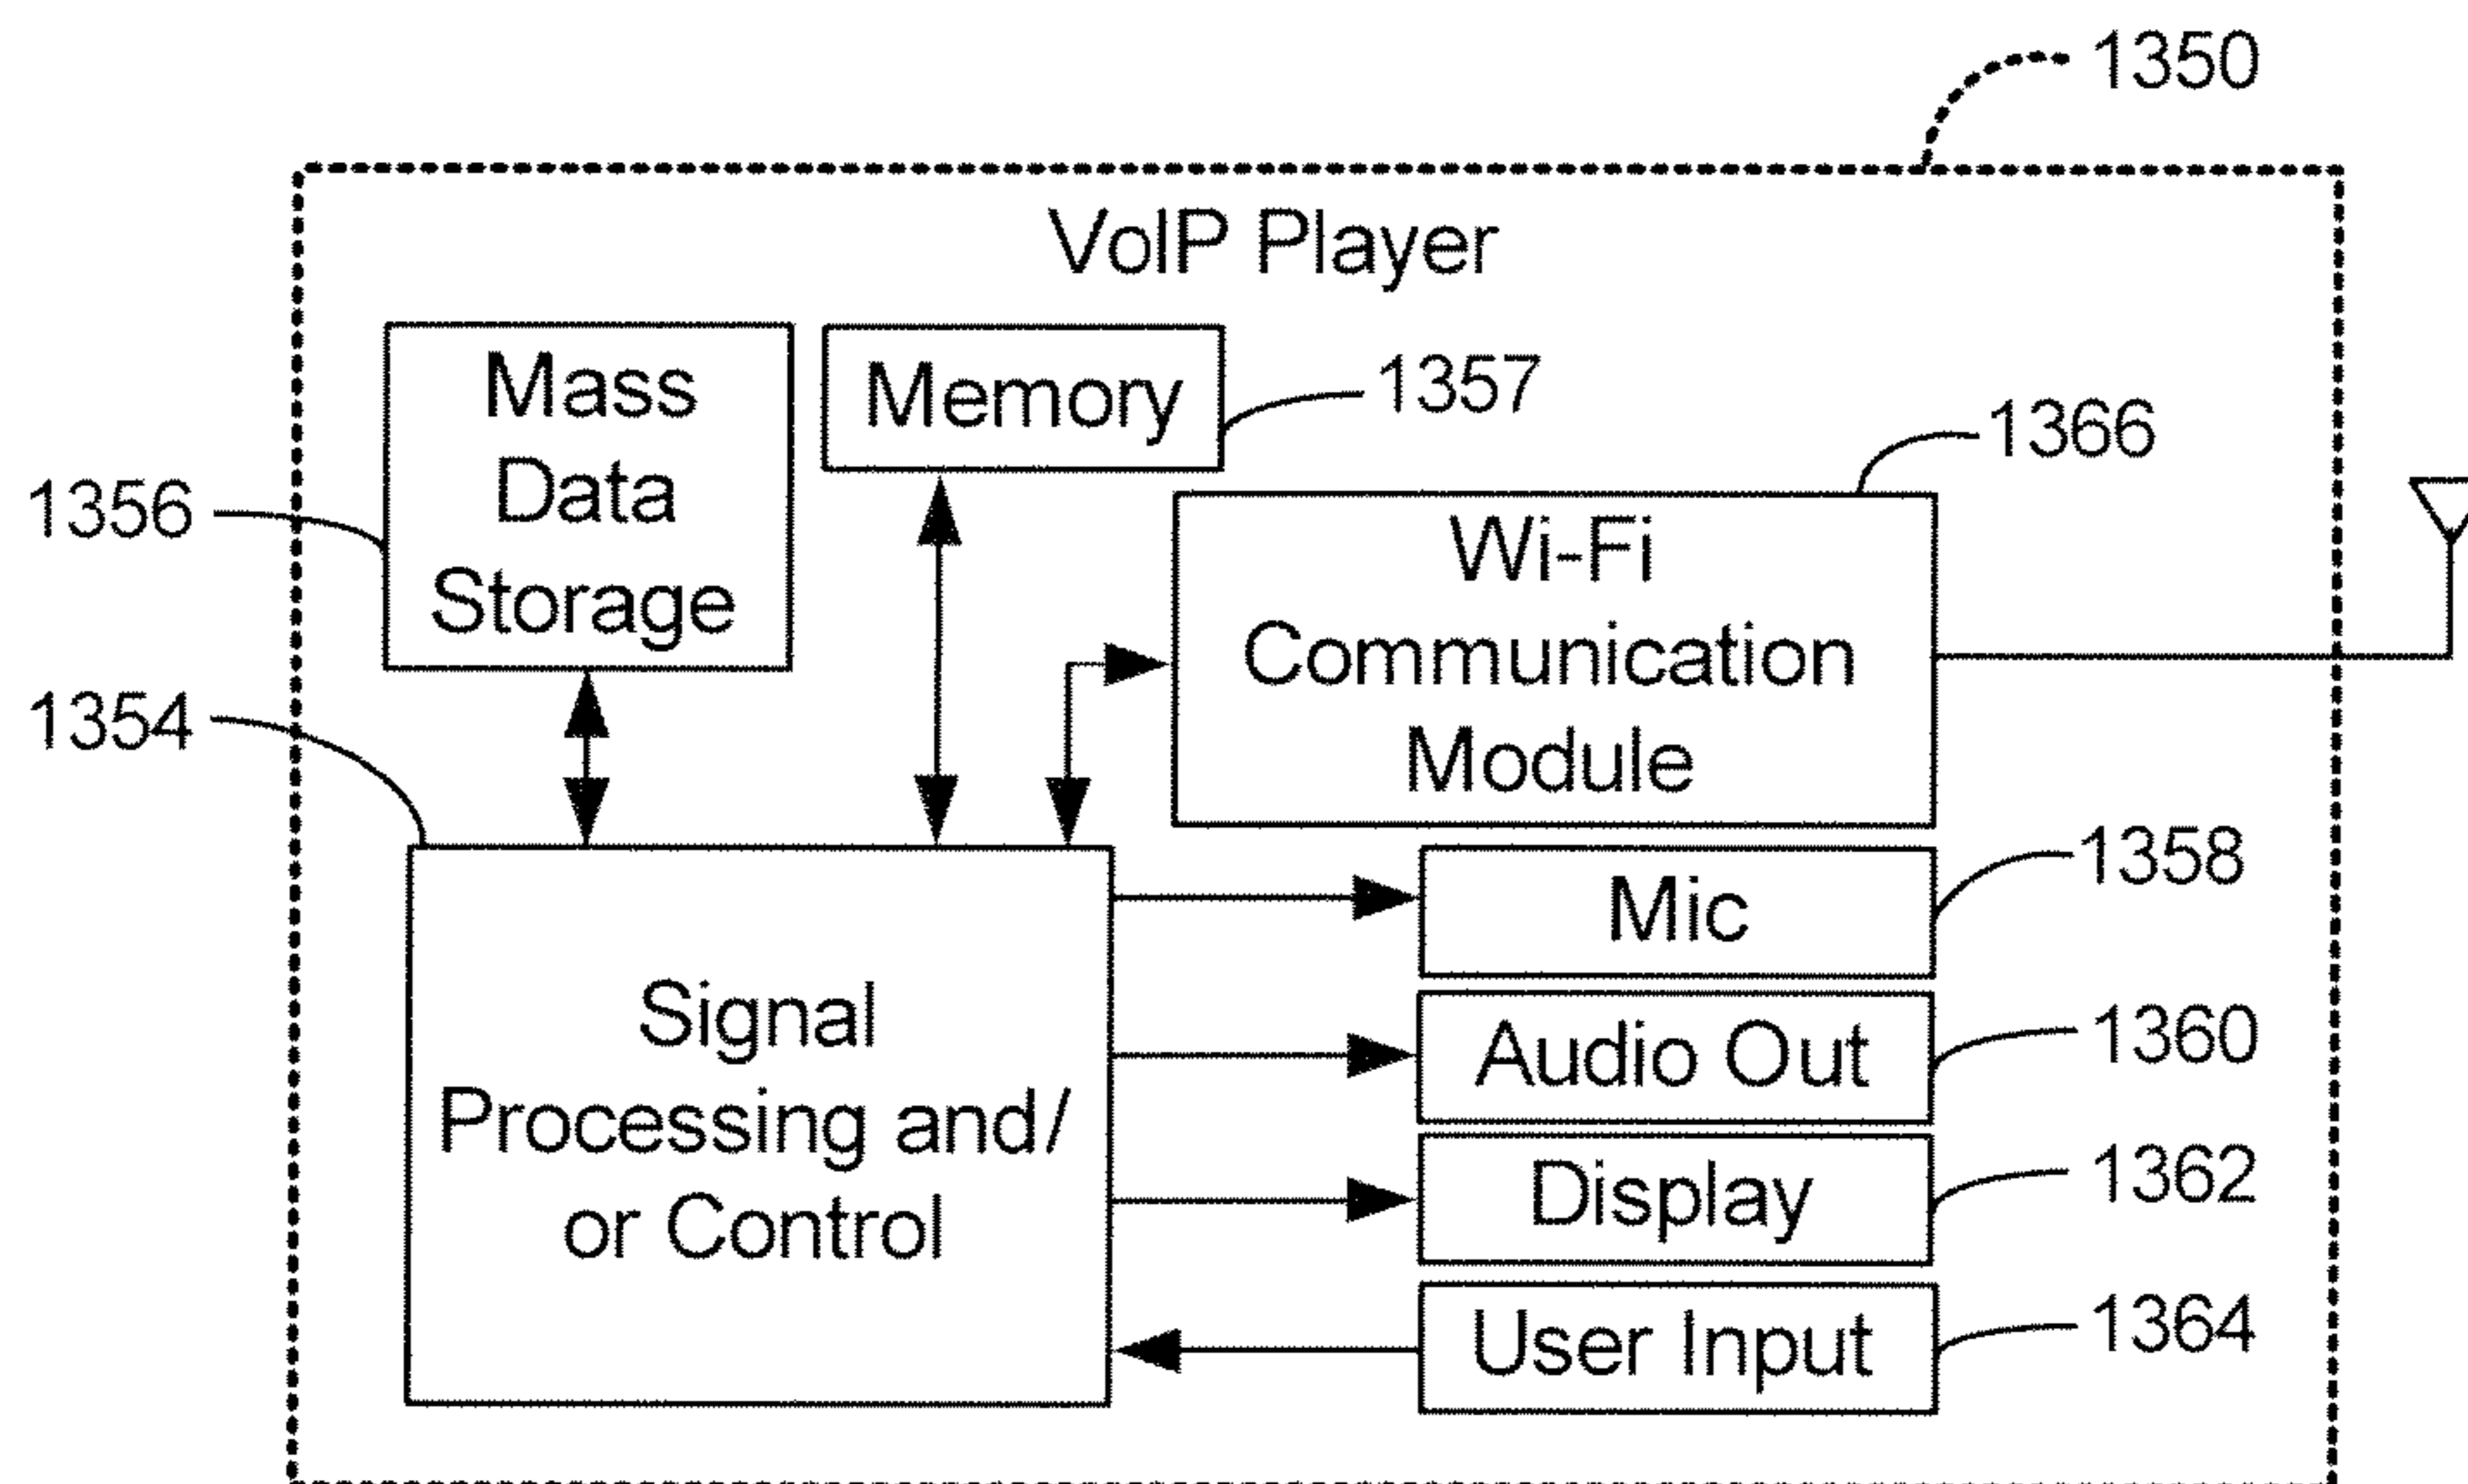 1350
VoIP Player
Mass
Data
Storage
Memory
1357
1366
1356
Wi-Fi
Communication
Module
1354
1358
Mic
Signal
Processing and/
or Control
Audio Out
1360
Display
1362
User Input
1364